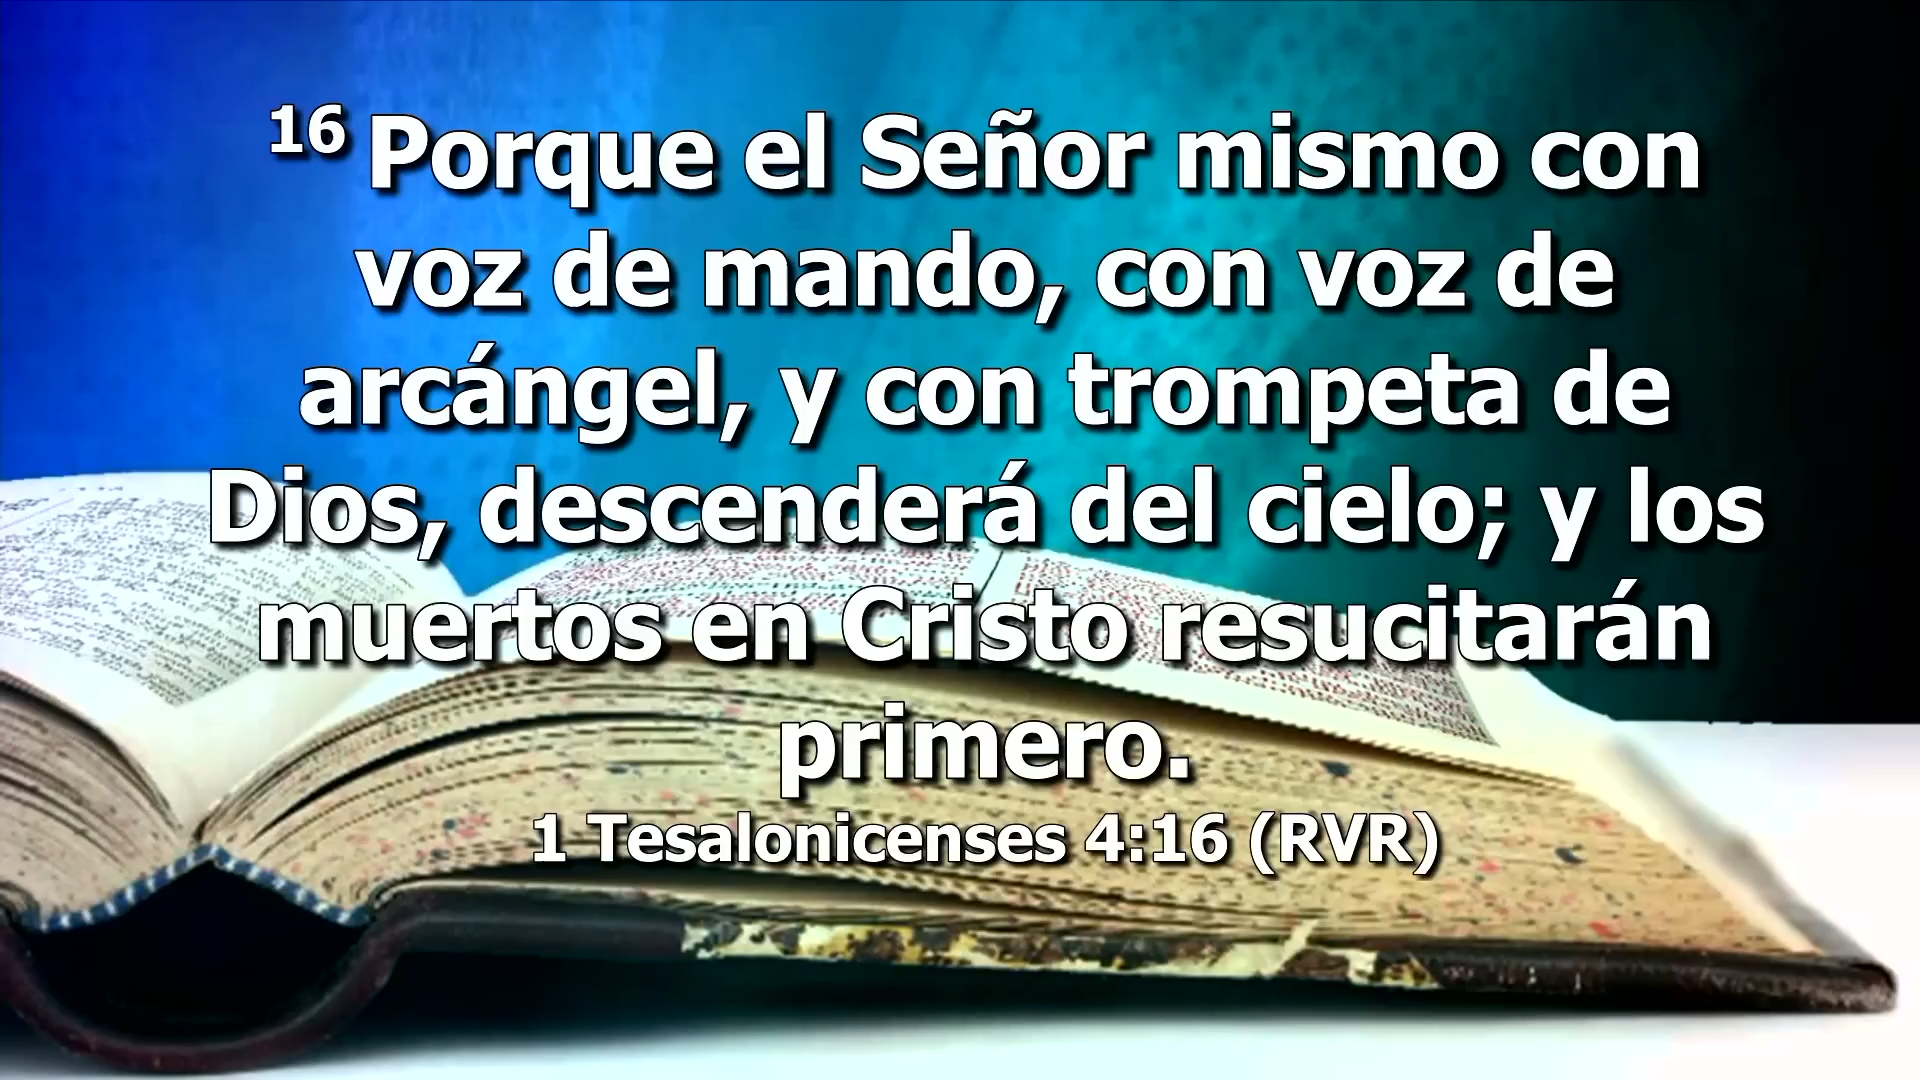 16 Porque el Señor mismo con
voz de mando, con voz de
arcángel, y con trompeta de
Dios, descenderá del cielo; y los
muertos en Cristo resucitarán
primero.
1 Tesalonicenses 4:16 (RVR)